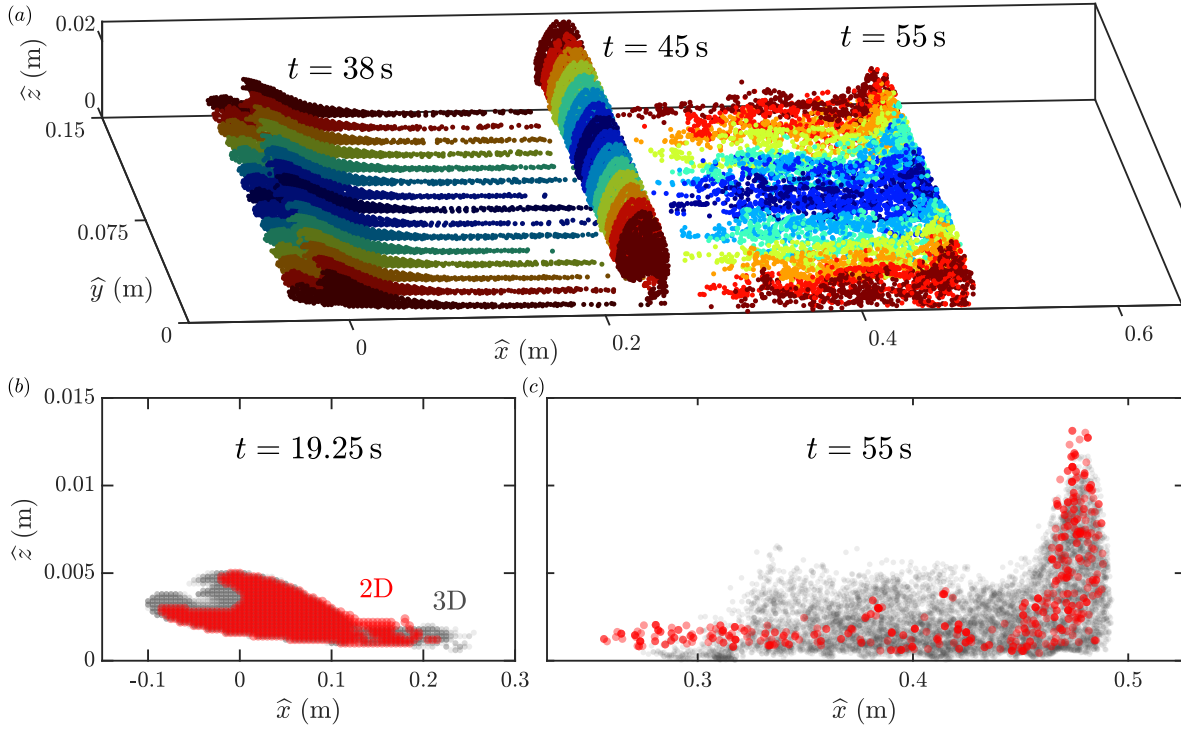 (a)
0.02
ẑ (m)
0
t = 38 s
t = 45 s
t = 55 s
0.15
0.075
ŷ (m)
0
0
0.2
0.4
0.6
x̂ (m)
(b)
(c)
0.015
0.01
0.005
0
ẑ (m)
t = 19.25 s
2D
3D
-0.1
0
0.1
0.2
0.3
x̂ (m)
t = 55 s
0.3
0.4
0.5
x̂ (m)